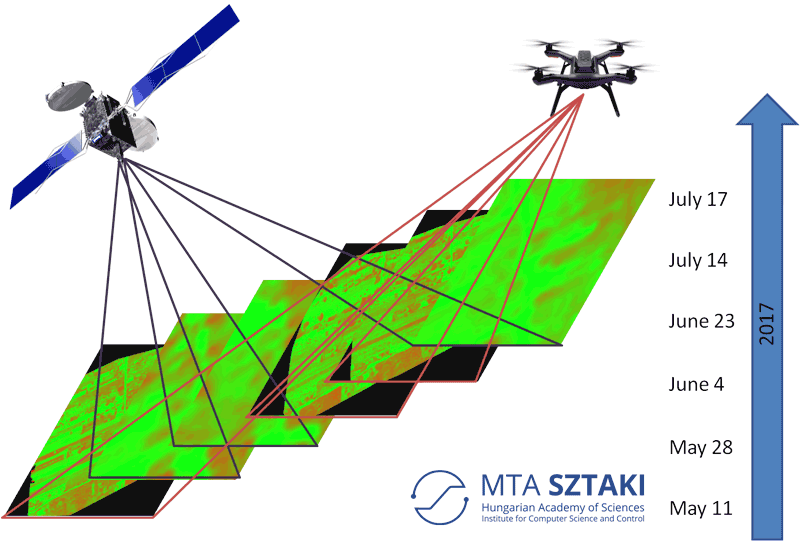 July 17
July 14
June 23
June 4
May 28
May 11
2017
MTA SZTAKI
Hungarian Academy of Sciences
Institute for Computer Science and Control